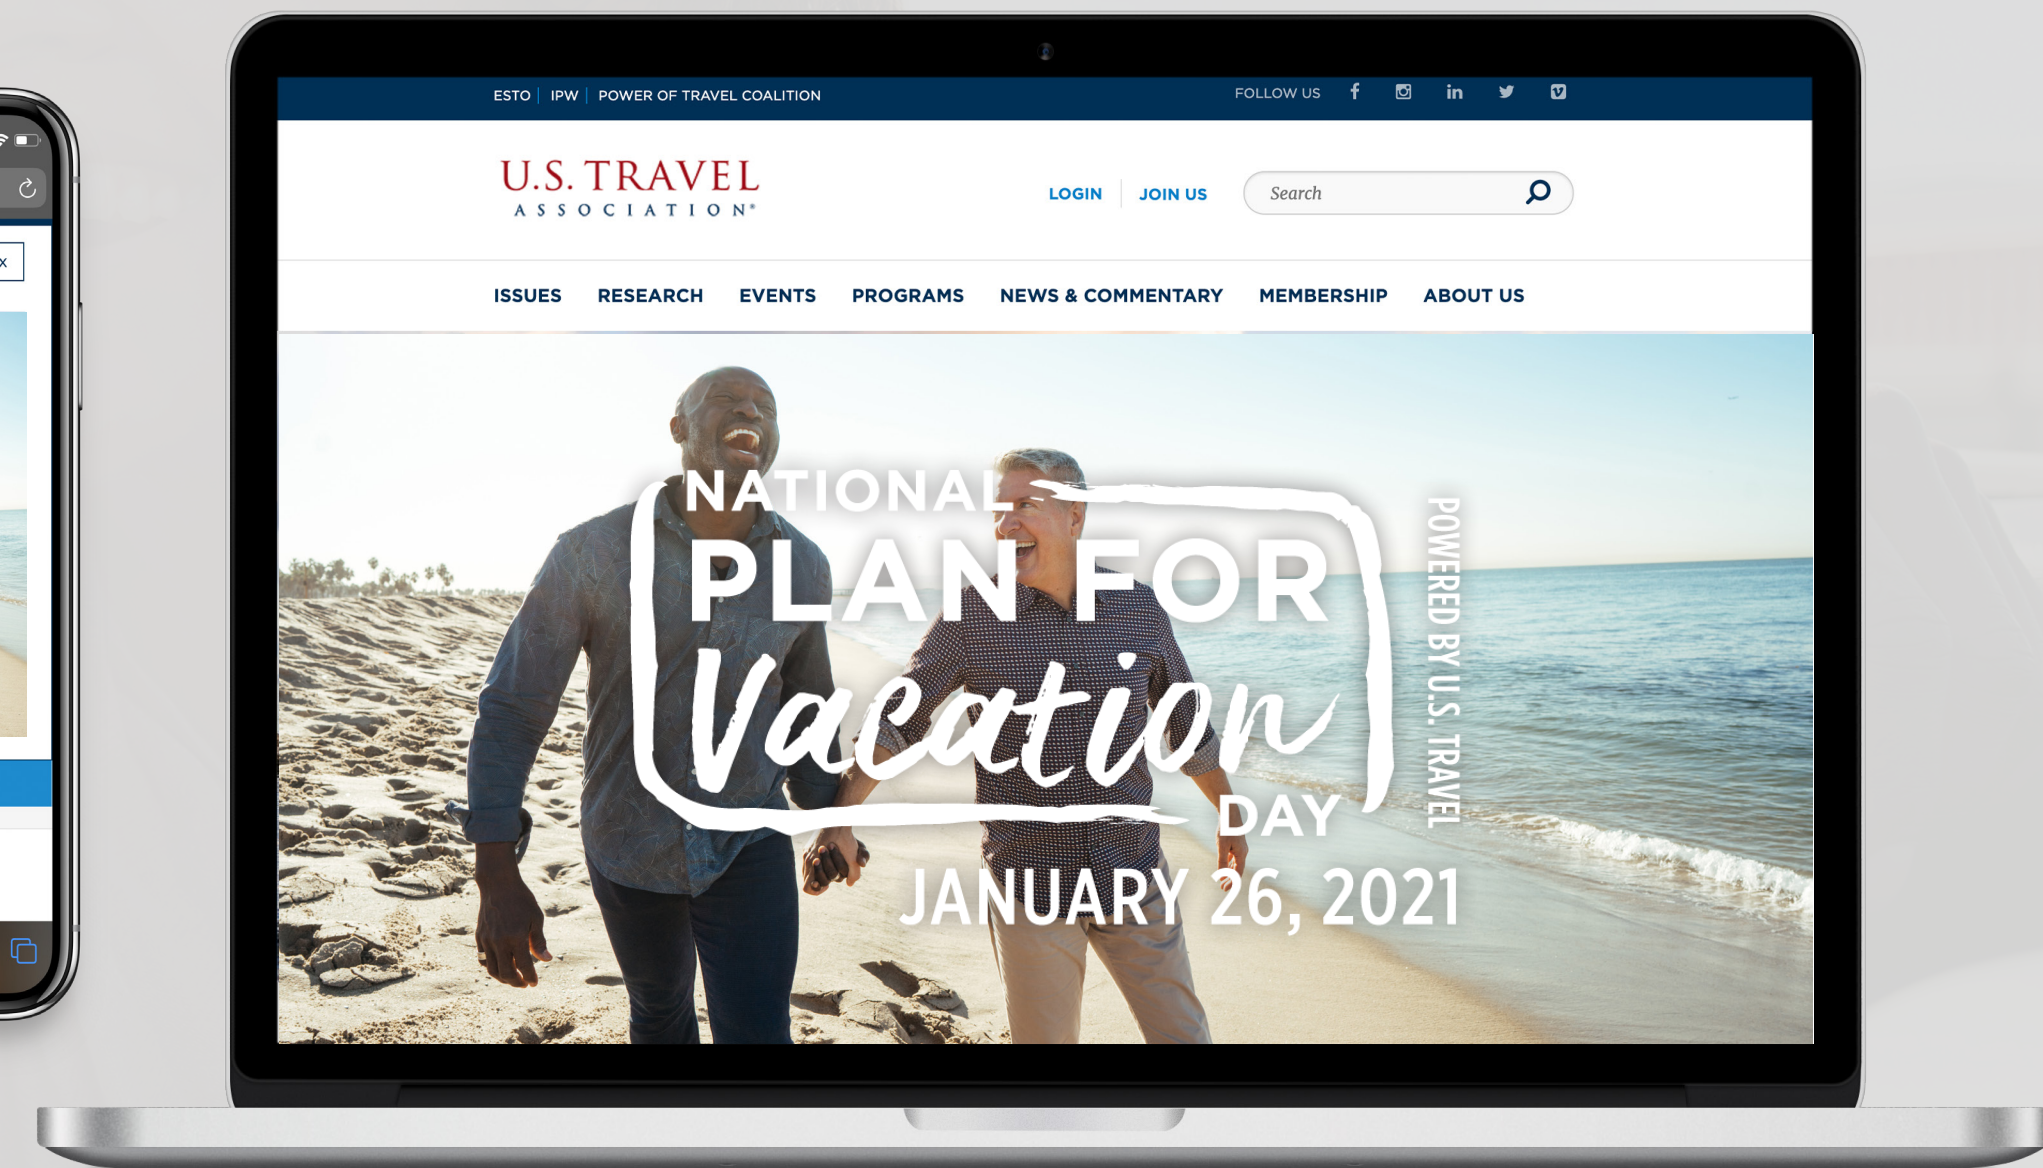 ESTO | IPW | POWER OF TRAVEL COALITION
FOLLOW US
U.S. TRAVEL
ASSOCIATION®
LOGIN
JOIN US
Search
ISSUES RESEARCH EVENTS PROGRAMS NEWS & COMMENTARY MEMBERSHIP ABOUT US
NATIONAL
PLAN FOR
Vacation
DAY
POWERED BY U.S. TRAVEL
JANUARY 26, 2021